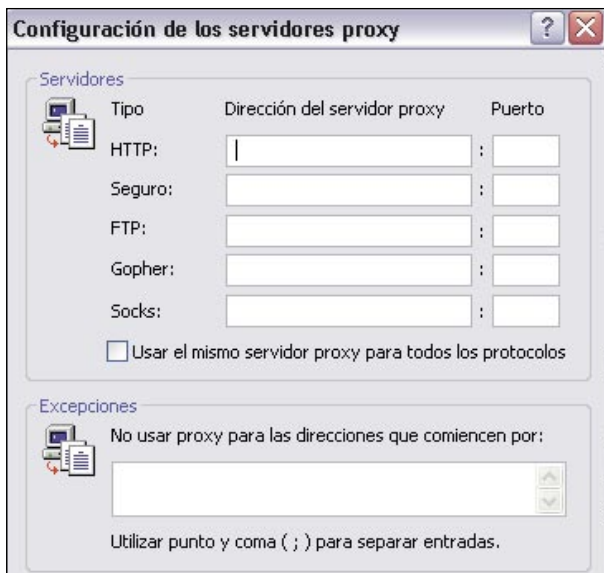 Configuración de los servidores proxy
Servidores
Tipo Dirección del servidor proxy Puerto
HTTP: :
Seguro: :
FTP: :
Gopher: :
Socks: :
Usar el mismo servidor proxy para todos los protocolos
Excepciones
No usar proxy para las direcciones que comiencen por:
Utilizar punto y coma ( ; ) para separar entradas.